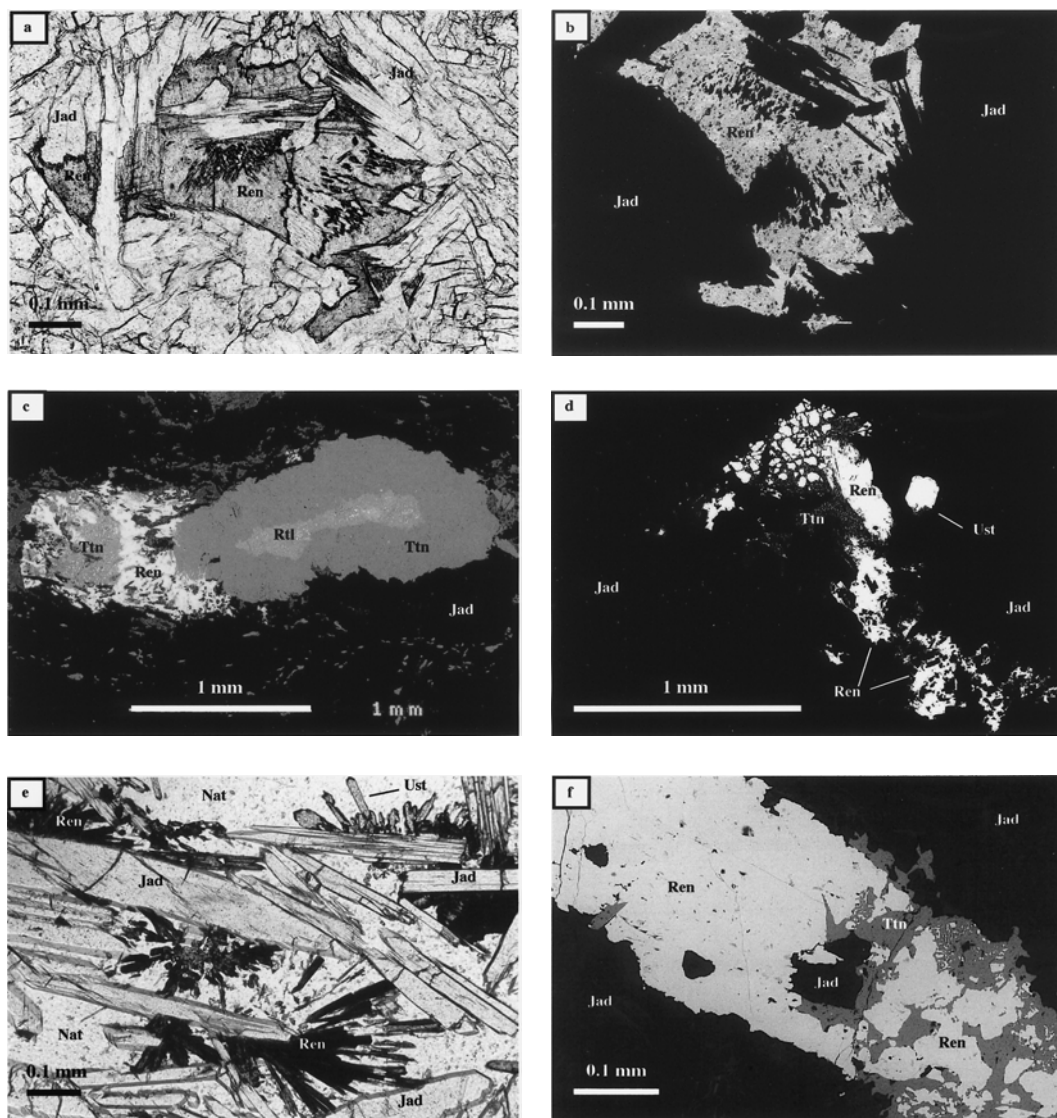 a
Jad
Jad
Ren
Ren
0.1 mm
b
Ren
Jad
Jad
0.1 mm
c
Ttn
Rtl
Ren
Ttn
Jad
1 mm
1 mm
d
Ren
Ttn
Ust
Jad
Jad
Ren
1 mm
e
Nat
Ust
Ren
Jad
Jad
Nat
Ren
0.1 mm
Jad
f
Jad
Ren
Ttn
Jad
Jad
Ren
0.1 mm